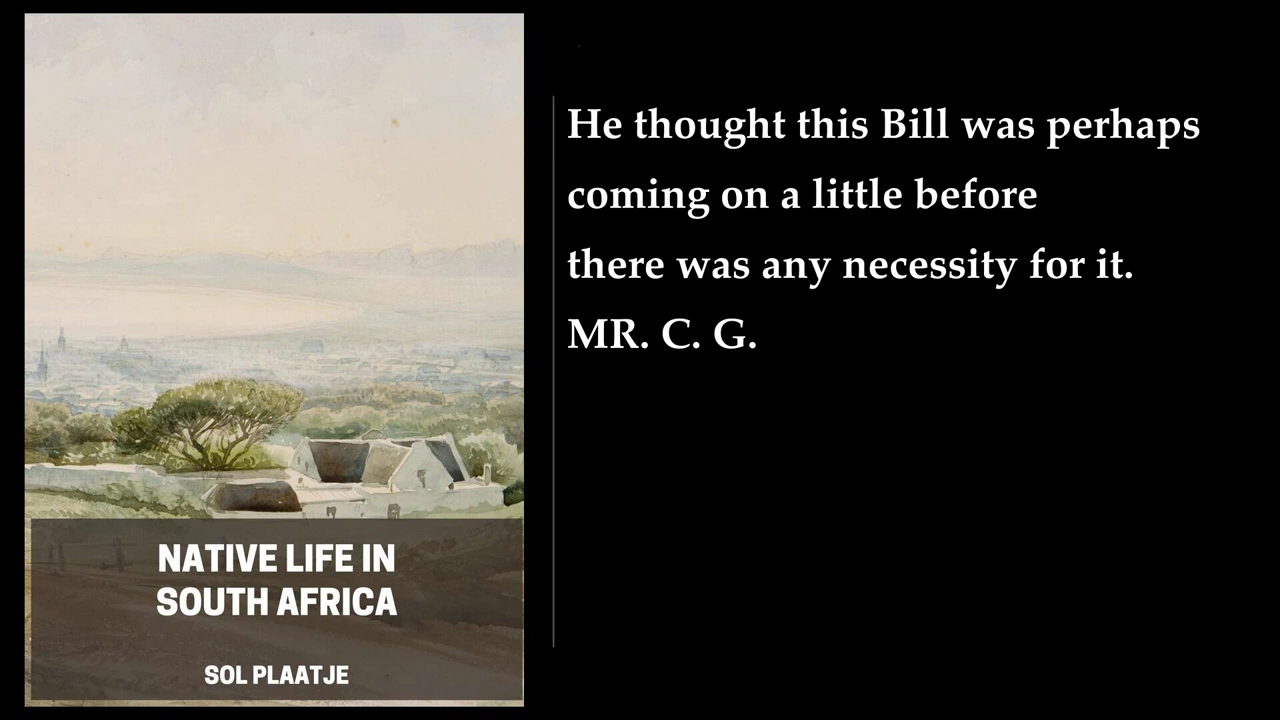 NATIVE LIFE IN
SOUTH AFRICA
SOL PLAATJE
He thought this Bill was perhaps
coming on a little before
there was any necessity for it.
MR. C. G.